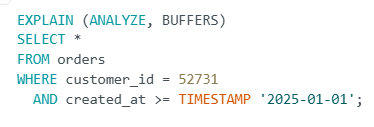 EXPLAIN (ANALYZE, BUFFERS)
SELECT *
FROM orders
WHERE customer_id = 52731
  AND created_at >= TIMESTAMP '2025-01-01';